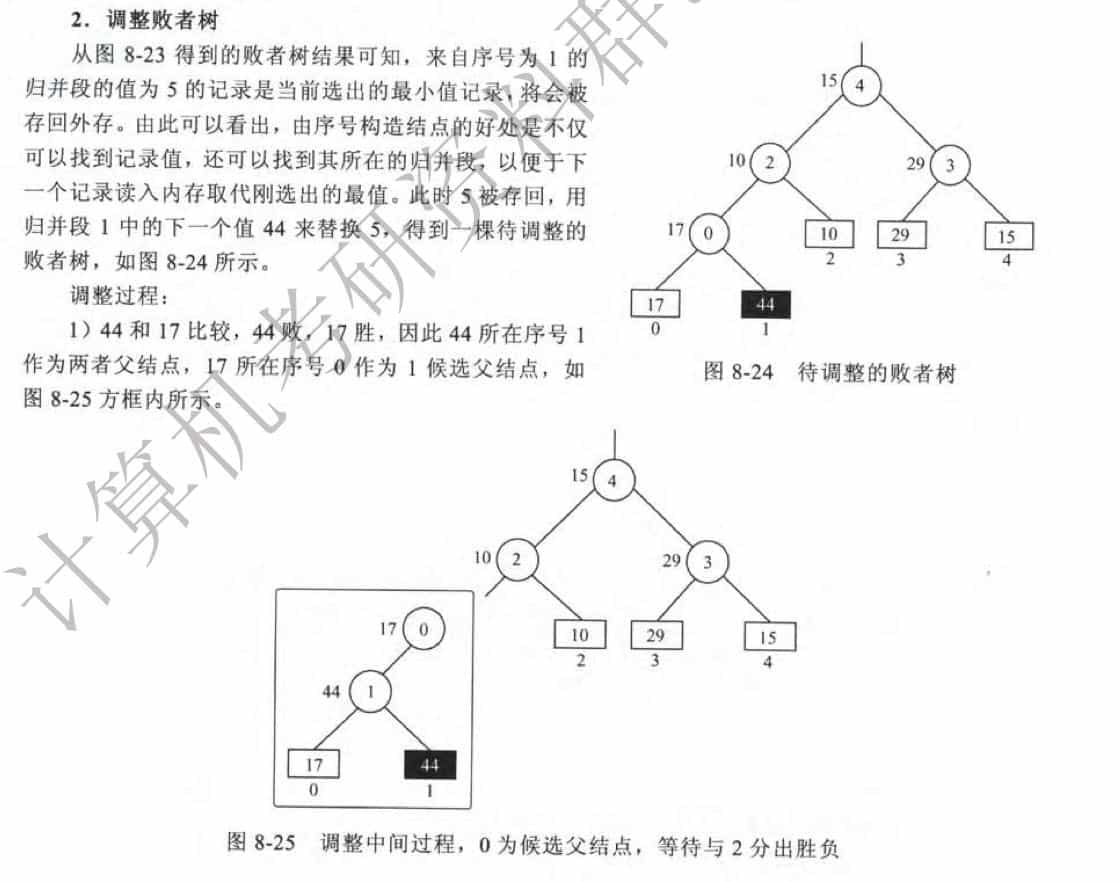 2. 调整败者树
从图 8-23 得到的败者树结果可知，来自序号为 1 的
归并段的值为 5 的记录是当前选出的最小值记录，将会被
存回外存。由此可以看出，由序号构造结点的好处是不仅
可以找到记录值，还可以找到其所在的归并段，以便于下
一个记录读入内存取代刚选出的最值。此时 5 被存回，用
归并段 1 中的下一个值 44 来替换 5，得到一棵待调整的
败者树，如图 8-24 所示。
调整过程：
1）44 和 17 比较，44 败，17 胜，因此 44 所在序号 1
作为两者父结点，17 所在序号 0 作为 1 候选父结点，如
图 8-25 方框内所示。
15 4
10 2 29 3
17 0 10 29 15
2 3 4
17 44
0 1
图 8-24 待调整的败者树
15 4
10 2 29 3
17 0 10 29 15
2 3 4
44 1
17 44
0 1
图 8-25 调整中间过程，0 为候选父结点，等待与 2 分出胜负
计算机考研资料群